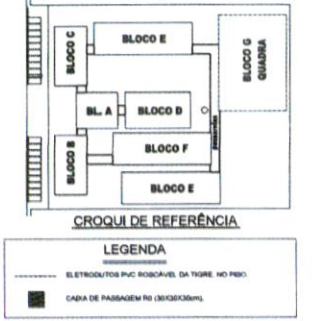 BLOCO C
BLOCO E
BLOCO G
QUADRA
BL. A
BLOCO D
BLOCO B
BLOCO F
BLOCO E
CROQUI DE REFERÊNCIA
LEGENDA
ELETRODUTOS PVC ROSCÁVEL DA TIGRE, NO PISO.
CAIXA DE PASSAGEM R0 (30X30X30cm).